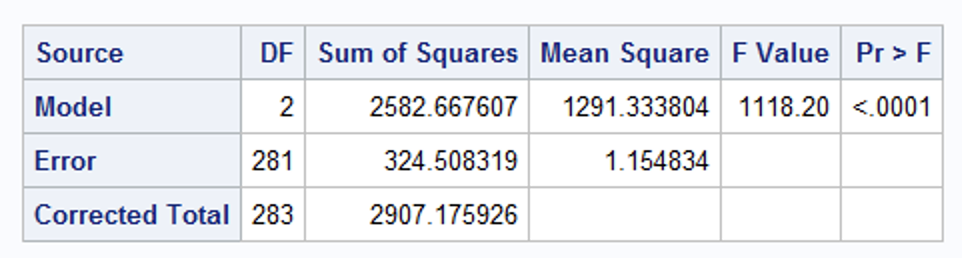 Source DF Sum of Squares Mean Square F Value Pr > F
Model 2 2582.667607 1291.333804 1118.20 <.0001
Error 281 324.508319 1.154834
Corrected Total 283 2907.175926